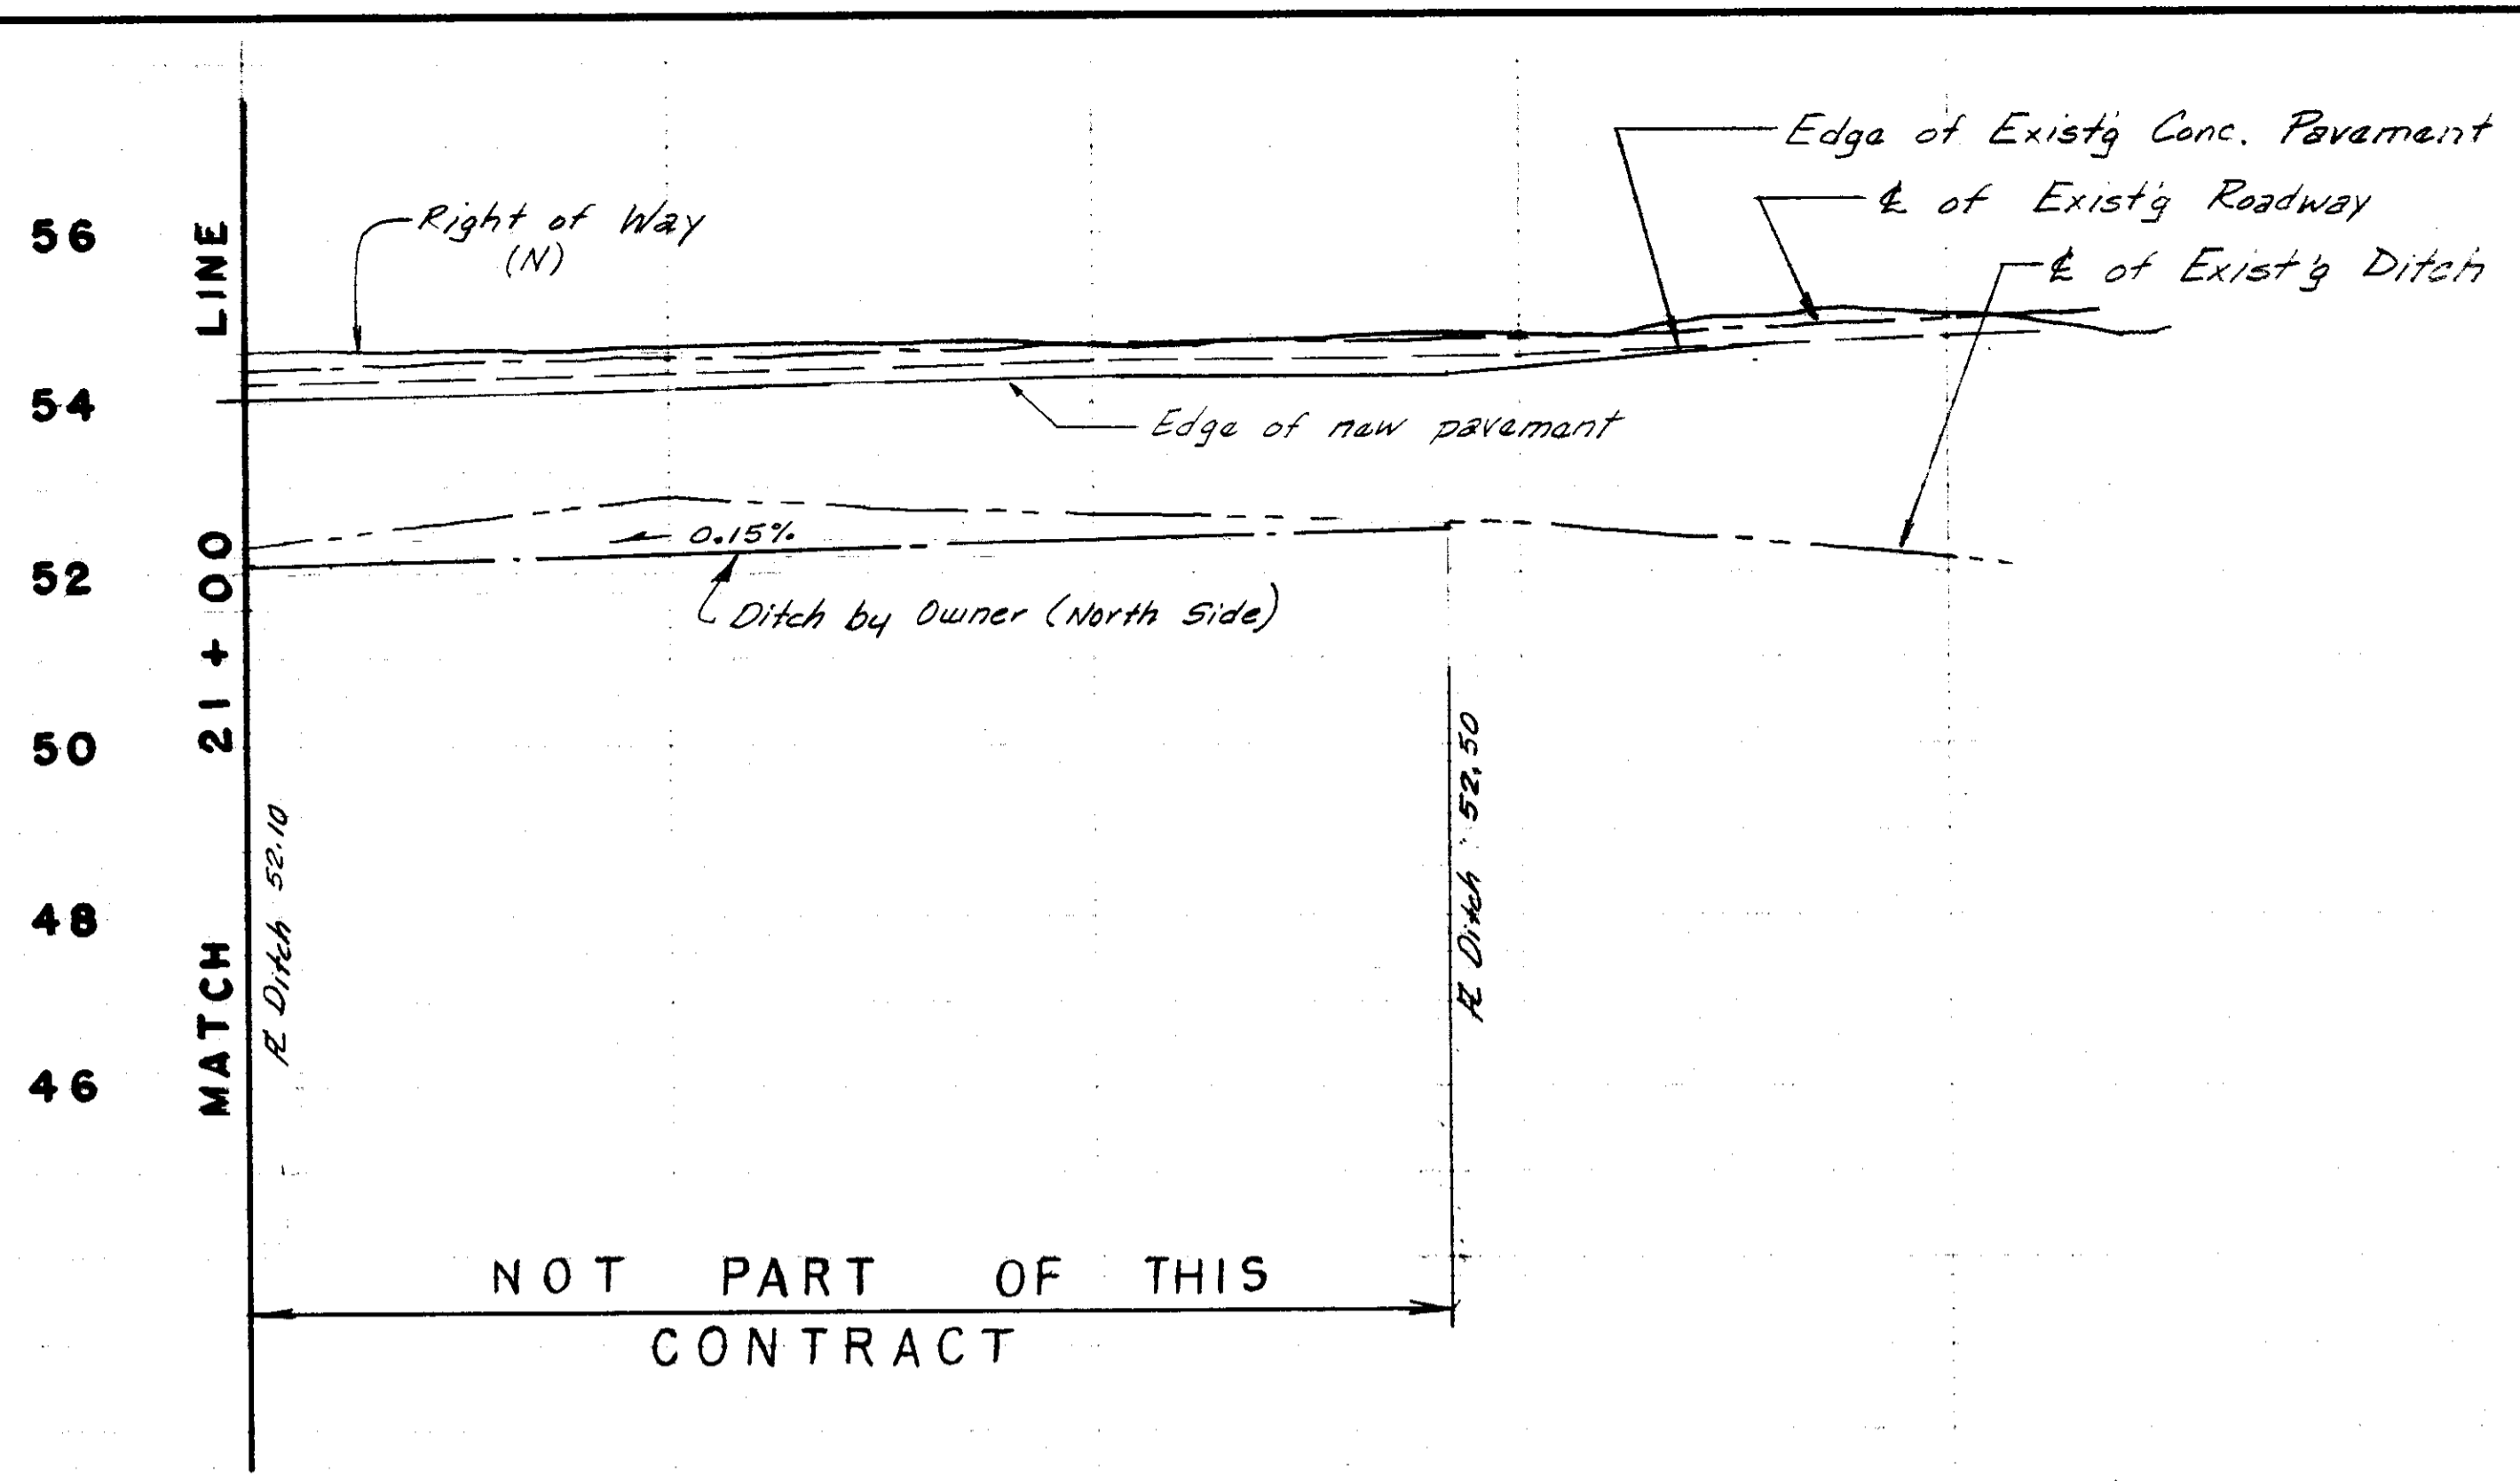 Edge of Exist'g Conc. Pavement
℄ of Exist'g Roadway
℄ of Exist'g Ditch
Right of Way
(N)
56
54
52
50
48
46
MATCH LINE
21+00
Edge of new pavement
0.15%
Ditch by Owner (North Side)
Ditch 52.10
Ditch 52.50
NOT PART OF THIS
CONTRACT